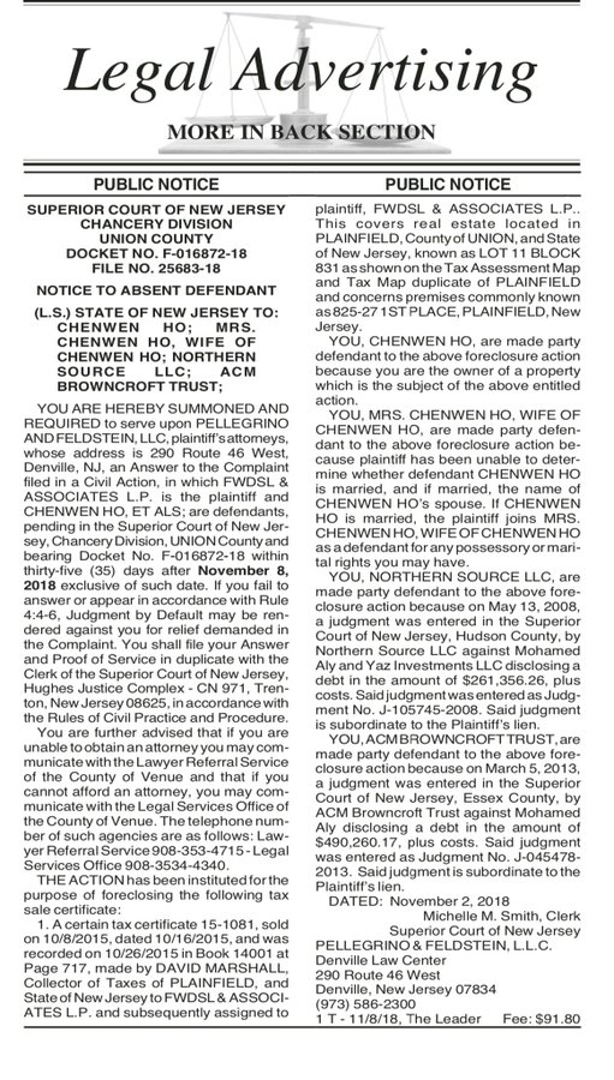 Legal Advertising
MORE IN BACK SECTION
PUBLIC NOTICE
SUPERIOR COURT OF NEW JERSEY
CHANCERY DIVISION
UNION COUNTY
DOCKET NO. F-016872-18
FILE NO. 25683-18
NOTICE TO ABSENT DEFENDANT
(L.S.) STATE OF NEW JERSEY TO:
CHENWEN HO; MRS.
CHENWEN HO, WIFE OF
CHENWEN HO; NORTHERN
SOURCE LLC; ACM
BROWNCROFT TRUST;
YOU ARE HEREBY SUMMONED AND
REQUIRED to serve upon PELLEGRINO
AND FELDSTEIN, LLC, plaintiff's attorneys,
whose address is 290 Route 46 West,
Denville, NJ, an Answer to the Complaint
filed in a Civil Action, in which FWDSL &
ASSOCIATES L.P. is the plaintiff and
CHENWEN HO, ET ALS; are defendants,
pending in the Superior Court of New Jer-
sey, Chancery Division, UNION County and
bearing Docket No. F-016872-18 within
thirty-five (35) days after November 8,
2018 exclusive of such date. If you fail to
answer or appear in accordance with Rule
4:4-6, Judgment by Default may be ren-
dered against you for relief demanded in
the Complaint. You shall file your Answer
and Proof of Service in duplicate with the
Clerk of the Superior Court of New Jersey,
Hughes Justice Complex - CN 971, Tren-
ton, New Jersey 08625, in accordance with
the Rules of Civil Practice and Procedure.
You are further advised that if you are
unable to obtain an attorney you may com-
municate with the Lawyer Referral Service
of the County of Venue and that if you
cannot afford an attorney, you may com-
municate with the Legal Services Office of
the County of Venue. The telephone num-
ber of such agencies are as follows: Law-
yer Referral Service 908-353-4715 - Legal
Services Office 908-3534-4340.
THE ACTION has been instituted for the
purpose of foreclosing the following tax
sale certificate:
1. A certain tax certificate 15-1081, sold
on 10/8/2015, dated 10/16/2015, and was
recorded on 10/26/2015 in Book 14001 at
Page 717, made by DAVID MARSHALL,
Collector of Taxes of PLAINFIELD, and
State of New Jersey to FWDSL & ASSOCI-
ATES L.P. and subsequently assigned to
PUBLIC NOTICE
plaintiff, FWDSL & ASSOCIATES L.P..
This covers real estate located in
PLAINFIELD, County of UNION, and State
of New Jersey, known as LOT 11 BLOCK
831 as shown on the Tax Assessment Map
and Tax Map duplicate of PLAINFIELD
and concerns premises commonly known
as 825-27 1ST PLACE, PLAINFIELD, New
Jersey.
YOU, CHENWEN HO, are made party
defendant to the above foreclosure action
because you are the owner of a property
which is the subject of the above entitled
action.
YOU, MRS. CHENWEN HO, WIFE OF
CHENWEN HO, are made party defen-
dant to the above foreclosure action be-
cause plaintiff has been unable to deter-
mine whether defendant CHENWEN HO
is married, and if married, the name of
CHENWEN HO's spouse. If CHENWEN
HO is married, the plaintiff joins MRS.
CHENWEN HO, WIFE OF CHENWEN HO
as a defendant for any possessory or mari-
tal rights you may have.
YOU, NORTHERN SOURCE LLC, are
made party defendant to the above fore-
closure action because on May 13, 2008,
a judgment was entered in the Superior
Court of New Jersey, Hudson County, by
Northern Source LLC against Mohamed
Aly and Yaz Investments LLC disclosing a
debt in the amount of $261,356.26, plus
costs. Said judgment was entered as Judg-
ment No. J-105745-2008. Said judgment
is subordinate to the Plaintiff's lien.
YOU, ACM BROWNCROFT TRUST, are
made party defendant to the above fore-
closure action because on March 5, 2013,
a judgment was entered in the Superior
Court of New Jersey, Essex County, by
ACM Browncroft Trust against Mohamed
Aly disclosing a debt in the amount of
$490,260.17, plus costs. Said judgment
was entered as Judgment No. J-045478-
2013. Said judgment is subordinate to the
Plaintiff's lien.
DATED: November 2, 2018
Michelle M. Smith, Clerk
Superior Court of New Jersey
PELLEGRINO & FELDSTEIN, L.L.C.
Denville Law Center
290 Route 46 West
Denville, New Jersey 07834
(973) 586-2300
1 T - 11/8/18, The Leader Fee: $91.80